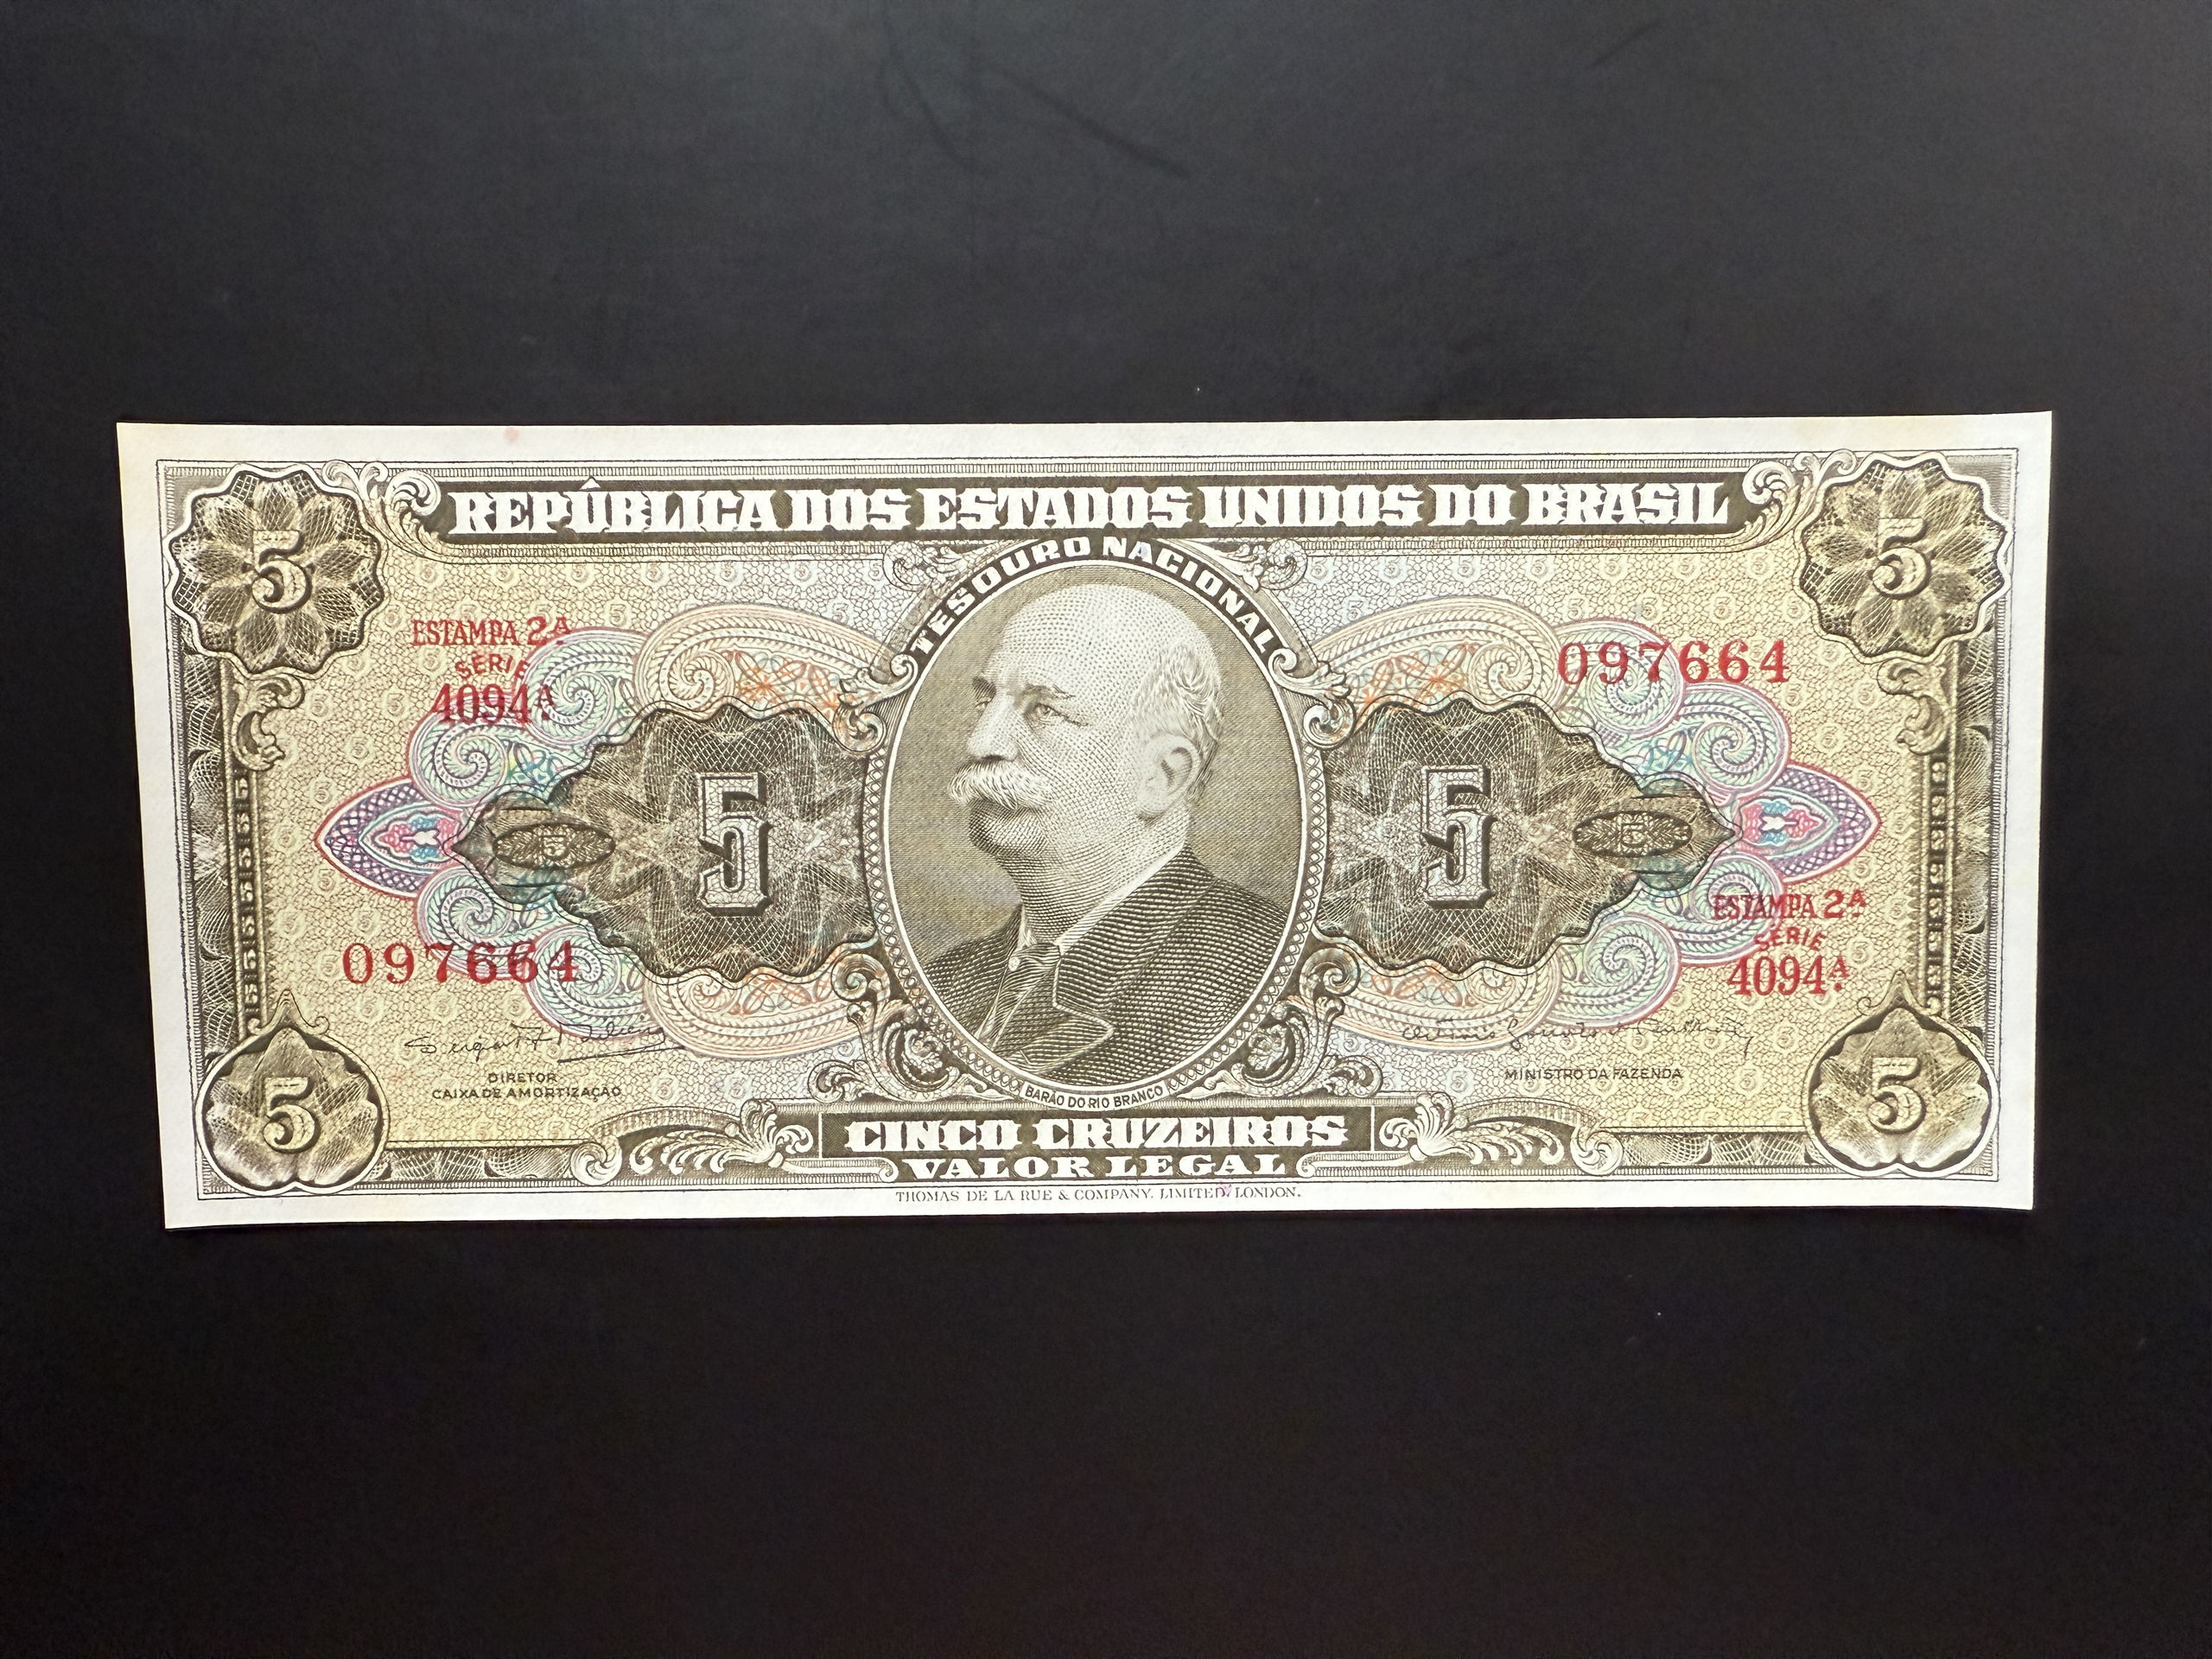 REPÚBLICA DOS ESTADOS UNIDOS DO BRASIL
TESOURO NACIONAL
5
5
ESTAMPA 2A
SÉRIE
4094A
097664
5
5
097664
ESTAMPA 2A
SÉRIE
4094A
DIRETOR
CAIXA DE AMORTIZAÇÃO
MINISTRO DA FAZENDA
BARÃO DO RIO BRANCO
5
5
CINCO CRUZEIROS
VALOR LEGAL
THOMAS DE LA RUE & COMPANY, LIMITED, LONDON.